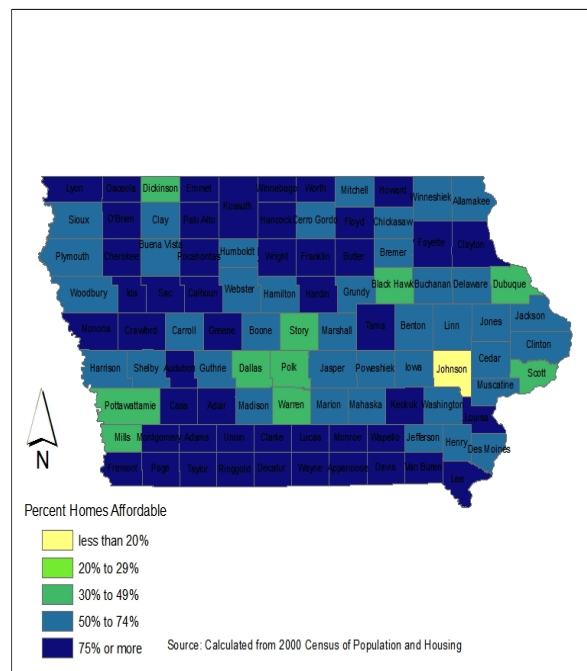 Lyon Osceola Dickinson Emmet Winnebago Worth Mitchell Howard Winneshiek Allamakee
Kossuth
Sioux O'Brien Clay Palo Alto Hancock Cerro Gordo Floyd Chickasaw
Fayette Clayton
Plymouth Cherokee Buena Vista Pocahontas Humboldt Wright Franklin Butler Bremer
Woodbury Ida Sac Calhoun Webster Hamilton Hardin Grundy Black Hawk Buchanan Delaware Dubuque
Monona Crawford Carroll Greene Boone Story Marshall Tama Benton Linn Jones Jackson
Clinton
Harrison Shelby Audubon Guthrie Dallas Polk Jasper Poweshiek Iowa Johnson Cedar Scott
Muscatine
Pottawattamie Cass Adair Madison Warren Marion Mahaska Keokuk Washington Louisa
Mills Montgomery Adams Union Clarke Lucas Monroe Wapello Jefferson Henry Des Moines
Fremont Page Taylor Ringgold Decatur Wayne Appanoose Davis Van Buren Lee
N
Percent Homes Affordable
less than 20%
20% to 29%
30% to 49%
50% to 74%
75% or more
Source: Calculated from 2000 Census of Population and Housing